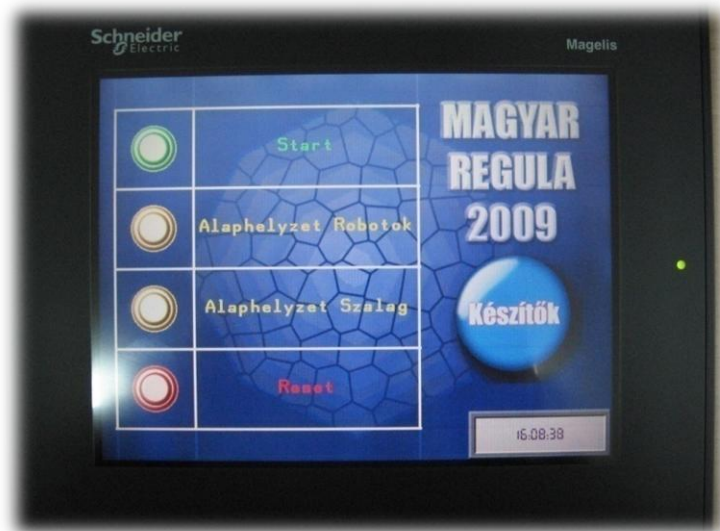 Schneider
Electric
Magelis
Start
Alaphelyzet Robotok
Alaphelyzet Szalag
Reset
MAGYAR
REGULA
2009
Készítők
16:08:38